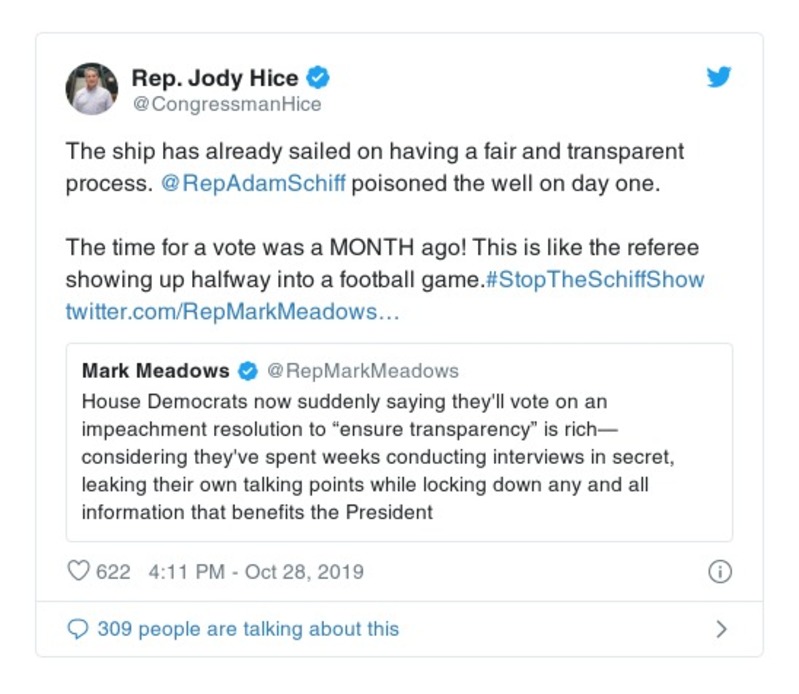 Rep. Jody Hice
@CongressmanHice
The ship has already sailed on having a fair and transparent
process. @RepAdamSchiff poisoned the well on day one.
The time for a vote was a MONTH ago! This is like the referee
showing up halfway into a football game.#StopTheSchiffShow
twitter.com/RepMarkMeadows…
Mark Meadows @RepMarkMeadows
House Democrats now suddenly saying they'll vote on an
impeachment resolution to “ensure transparency” is rich—
considering they've spent weeks conducting interviews in secret,
leaking their own talking points while locking down any and all
information that benefits the President
622 4:11 PM - Oct 28, 2019
309 people are talking about this